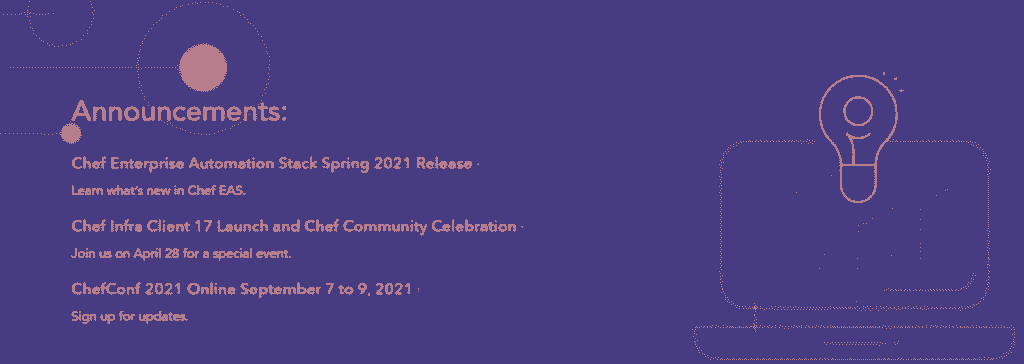 Announcements:
Chef Enterprise Automation Stack Spring 2021 Release
Learn what's new in Chef EAS.
Chef Infra Client 17 Launch and Chef Community Celebration
Join us on April 28 for a special event.
ChefConf 2021 Online September 7 to 9, 2021
Sign up for updates.